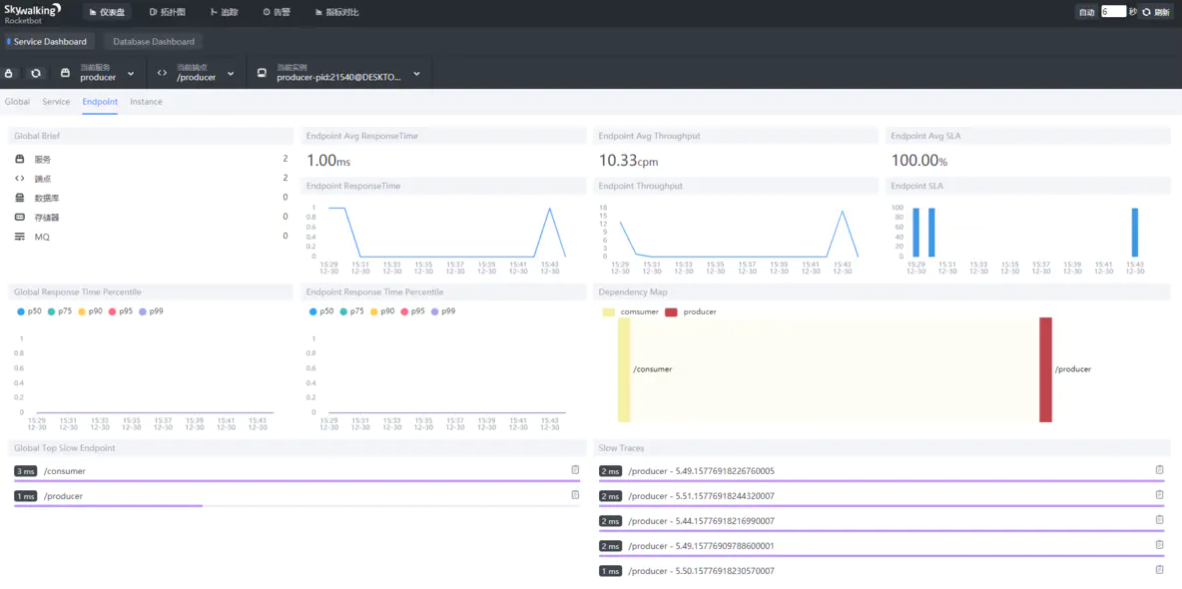 Skywalking
Rocketbot
仪表盘 拓扑图 追踪 告警 指标对比
自动 6 秒 刷新
Service Dashboard Database Dashboard
当前服务 当前端点 当前实例
producer /producer producer-pid:21540@DESKTO...
Global Service Endpoint Instance
Global Brief
服务 2
端点 2
数据库 0
存储器 0
MQ 0
Endpoint Avg ResponseTime
1.00ms
Endpoint Avg Throughput
10.33cpm
Endpoint Avg SLA
100.00%
Endpoint ResponseTime
1
0.8
0.6
0.4
0.2
0
15:29 15:31 15:33 15:35 15:37 15:39 15:41 15:43
12-30 12-30 12-30 12-30 12-30 12-30 12-30 12-30
Endpoint Throughput
18
15
12
9
6
3
0
15:29 15:31 15:33 15:35 15:37 15:39 15:41 15:43
12-30 12-30 12-30 12-30 12-30 12-30 12-30 12-30
Endpoint SLA
100
80
60
40
20
0
15:29 15:31 15:33 15:35 15:37 15:39 15:41 15:43
12-30 12-30 12-30 12-30 12-30 12-30 12-30 12-30
Global Response Time Percentile
p50 p75 p90 p95 p99
1
0.8
0.6
0.4
0.2
0
15:29 15:31 15:33 15:35 15:37 15:39 15:41 15:43
12-30 12-30 12-30 12-30 12-30 12-30 12-30 12-30
Endpoint Response Time Percentile
p50 p75 p90 p95 p99
1
0.8
0.6
0.4
0.2
0
15:29 15:31 15:33 15:35 15:37 15:39 15:41 15:43
12-30 12-30 12-30 12-30 12-30 12-30 12-30 12-30
Dependency Map
comsumer producer
/consumer
/producer
Global Top Slow Endpoint
3 ms /consumer
1 ms /producer
Slow Traces
2 ms /producer - 5.49.15776918226760005
2 ms /producer - 5.51.15776918244320007
2 ms /producer - 5.44.15776918216990007
2 ms /producer - 5.49.15776909788600001
1 ms /producer - 5.50.15776918230570007